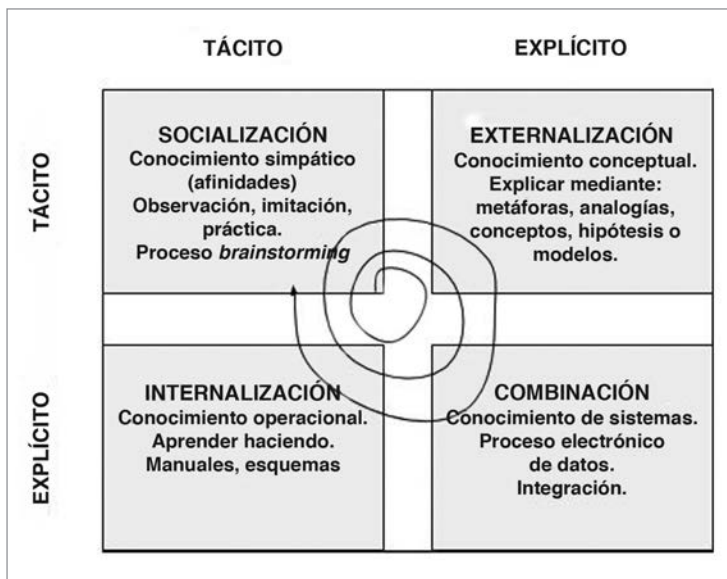 TÁCITO
EXPLÍCITO
TÁCITO
SOCIALIZACIÓN
Conocimiento simpático
(afinidades)
Observación, imitación,
práctica.
Proceso brainstorming
EXTERNALIZACIÓN
Conocimiento conceptual.
Explicar mediante:
metáforas, analogías,
conceptos, hipótesis o
modelos.
EXPLÍCITO
INTERNALIZACIÓN
Conocimiento operacional.
Aprender haciendo.
Manuales, esquemas
COMBINACIÓN
Conocimiento de sistemas.
Proceso electrónico
de datos.
Integración.